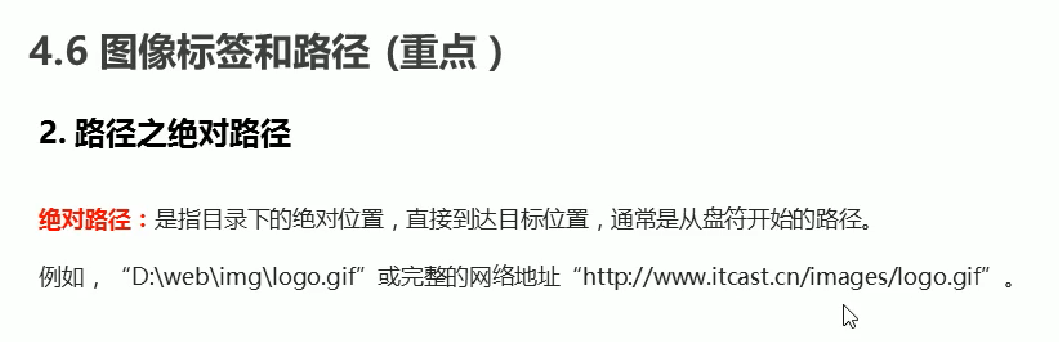 4.6 图像标签和路径 (重点 )
2. 路径之绝对路径
绝对路径：是指目录下的绝对位置，直接到达目标位置，通常是从盘符开始的路径。
例如，“D:\web\img\logo.gif”或完整的网络地址“http://www.itcast.cn/images/logo.gif”。